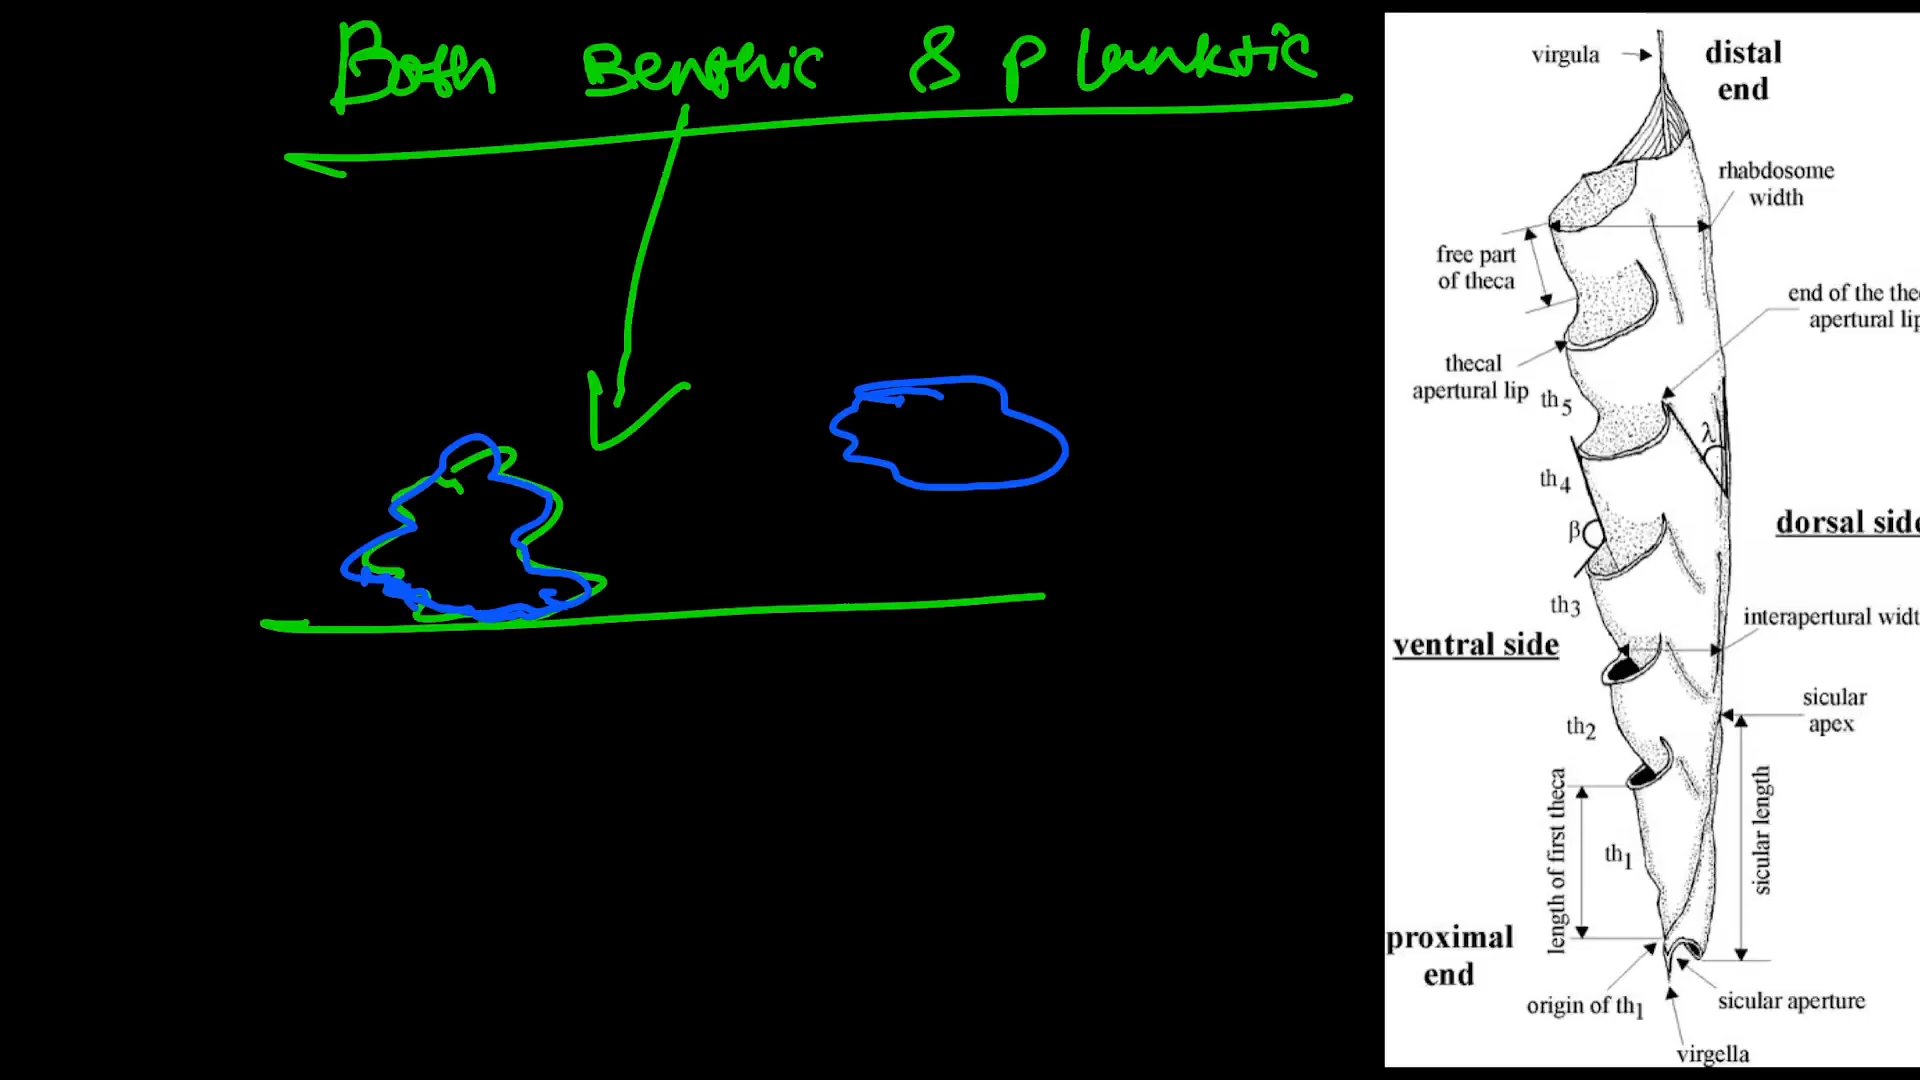 Both Benthic & Planktic
virgula
distal
end
rhabdosome
width
free part
of theca
end of the the
apertural lip
thecal
apertural lip
th5
λ
th4
β
dorsal side
th3
interapertural widt
ventral side
sicular
apex
th2
length of first theca
sicular length
th1
proximal
end
origin of th1
sicular aperture
virgella